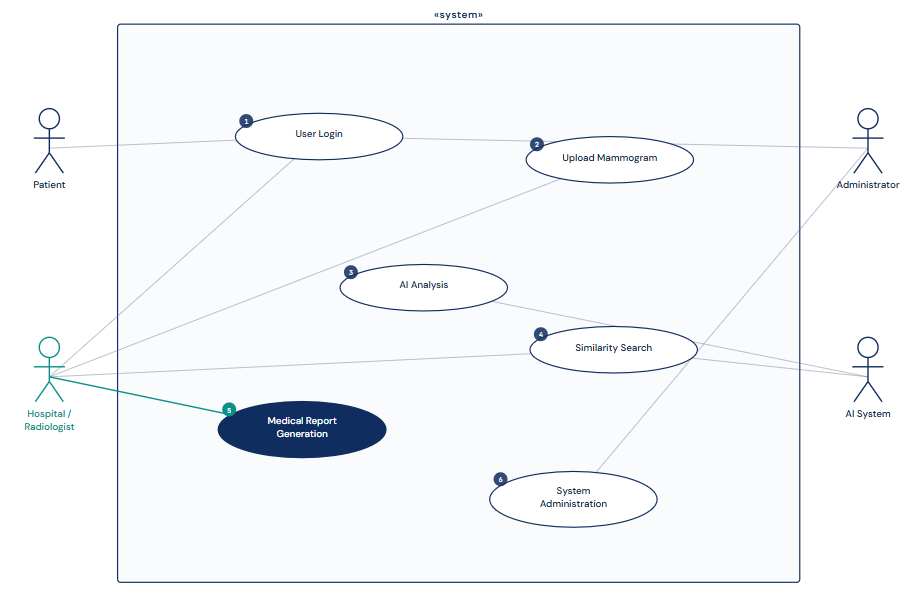 «system»
1
User Login
2
Upload Mammogram
Patient
Administrator
3
AI Analysis
4
Similarity Search
Hospital /
Radiologist
AI System
5
Medical Report
Generation
6
System
Administration